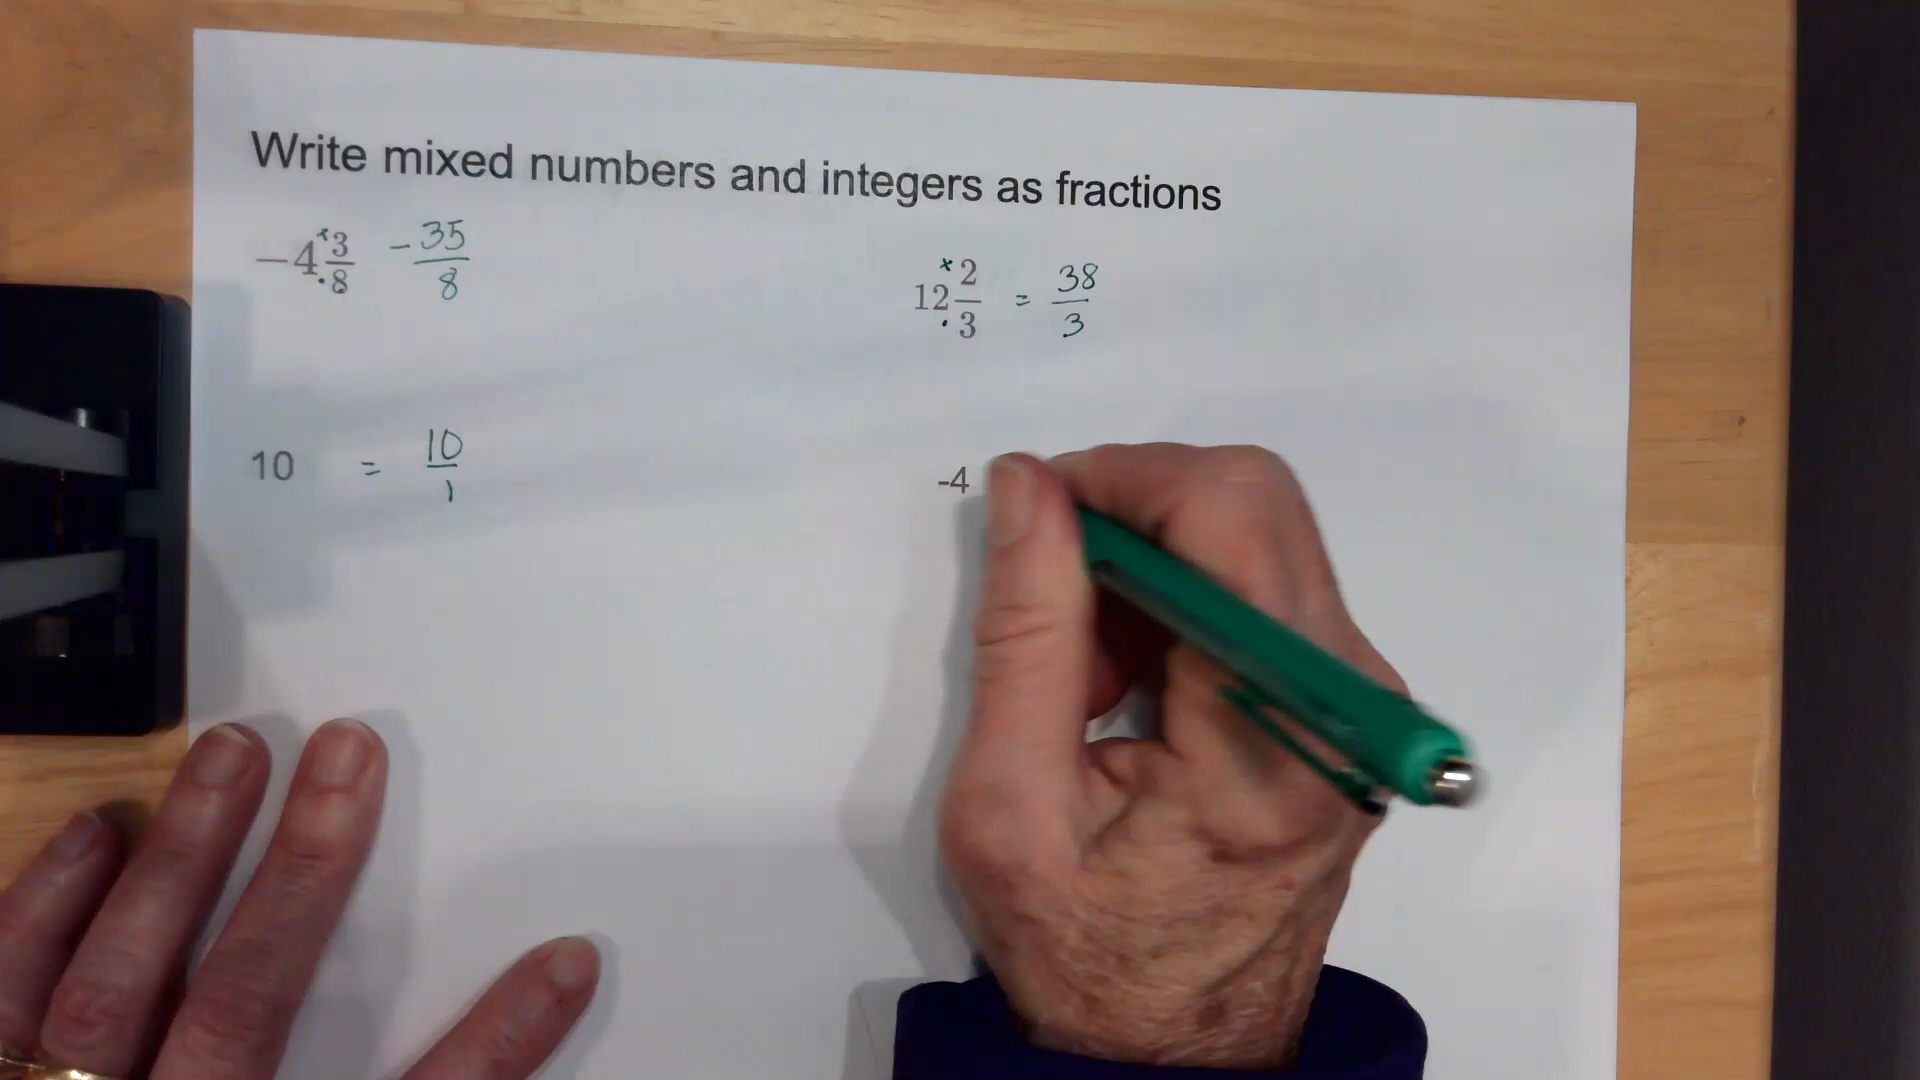 Write mixed numbers and integers as fractions
-4 3/8 - 35/8
12 2/3 = 38/3
10 = 10/1
-4